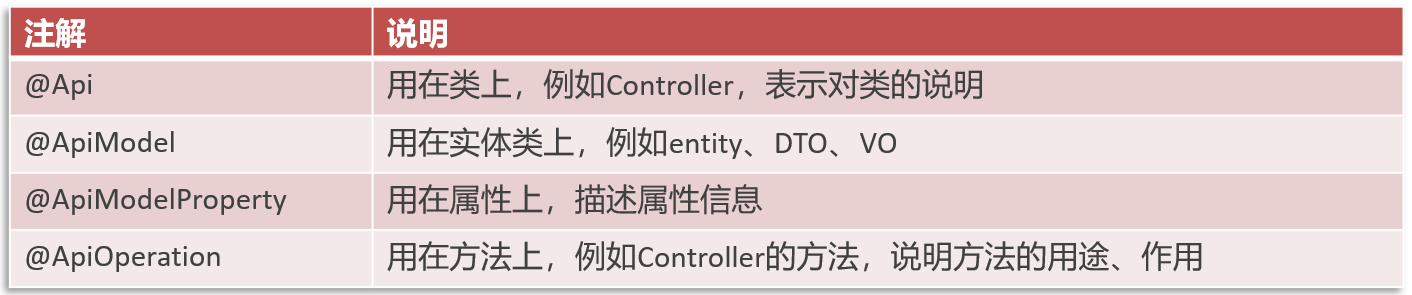 注解 说明
@Api 用在类上，例如Controller，表示对类的说明
@ApiModel 用在实体类上，例如entity、DTO、VO
@ApiModelProperty 用在属性上，描述属性信息
@ApiOperation 用在方法上，例如Controller的方法，说明方法的用途、作用